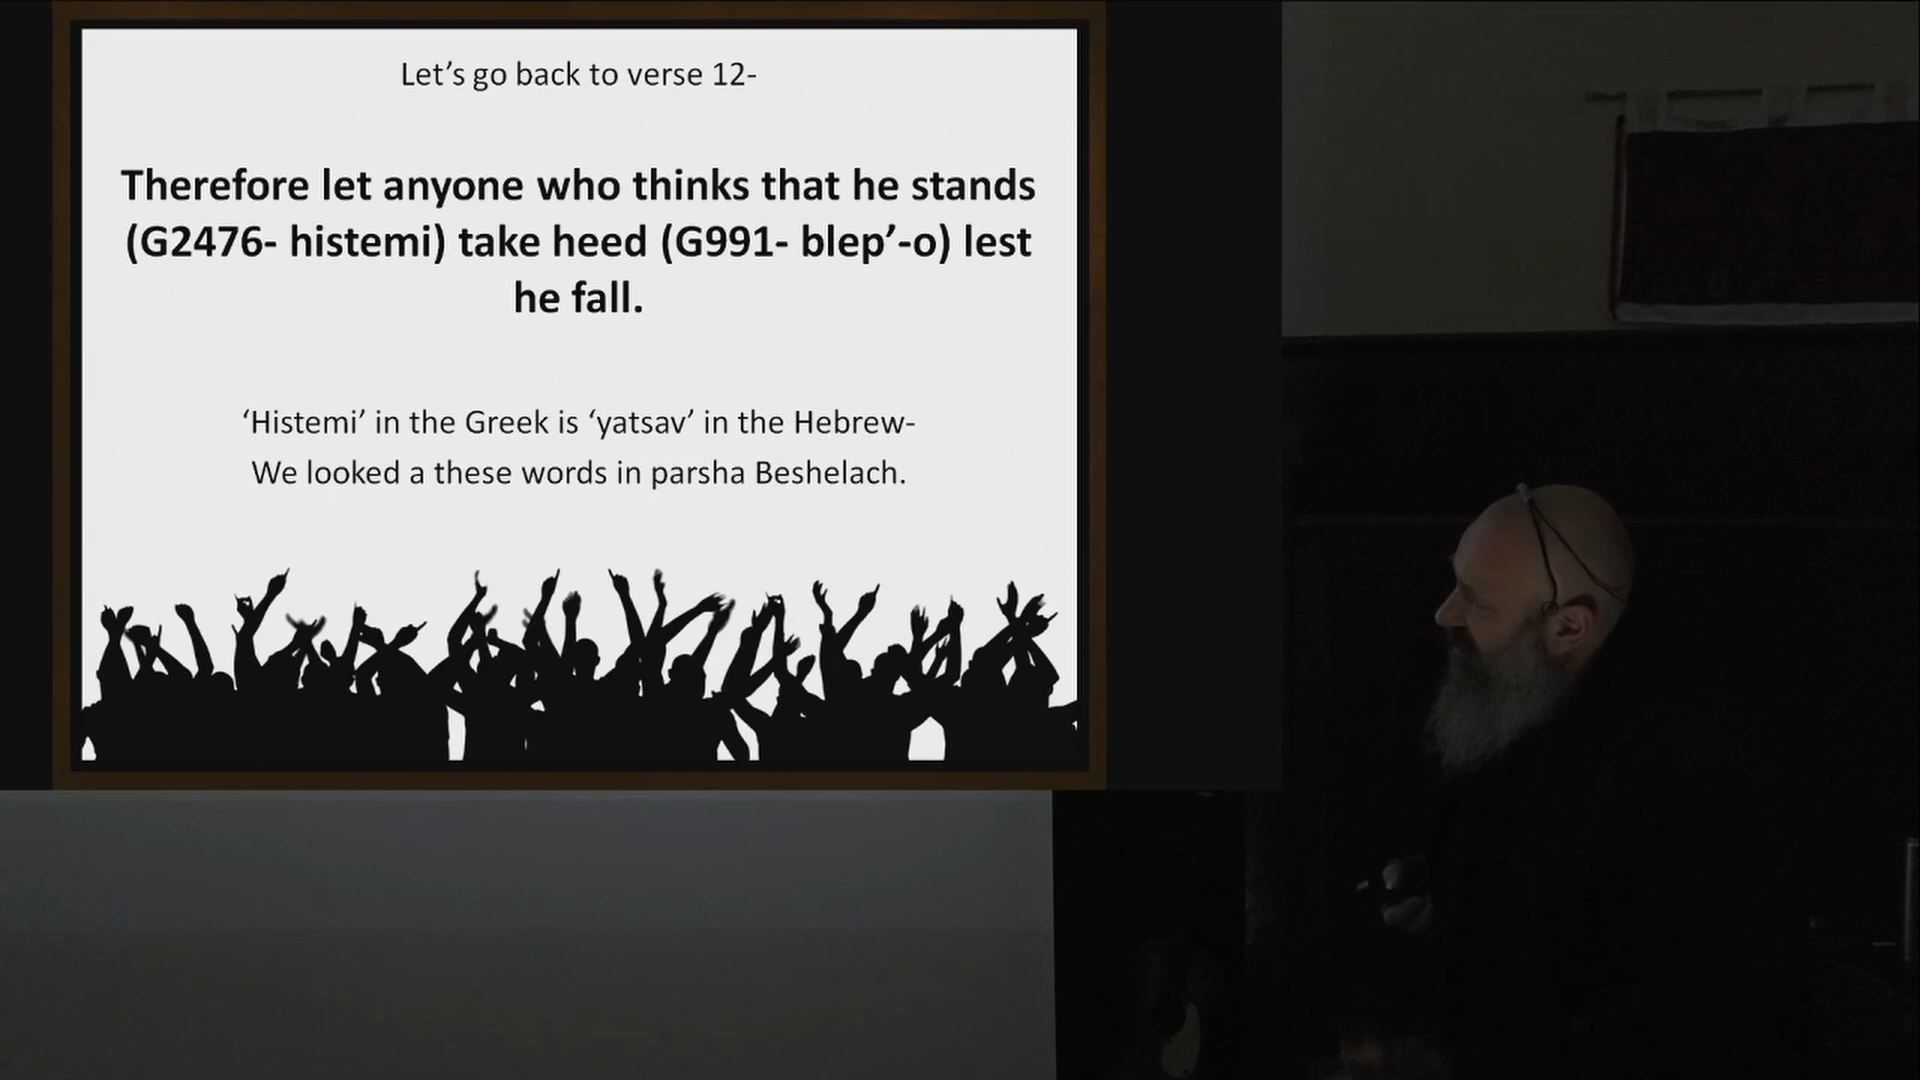 Let’s go back to verse 12-
Therefore let anyone who thinks that he stands
(G2476- histemi) take heed (G991- blep’-o) lest
he fall.
‘Histemi’ in the Greek is ‘yatsav’ in the Hebrew-
We looked a these words in parsha Beshelach.